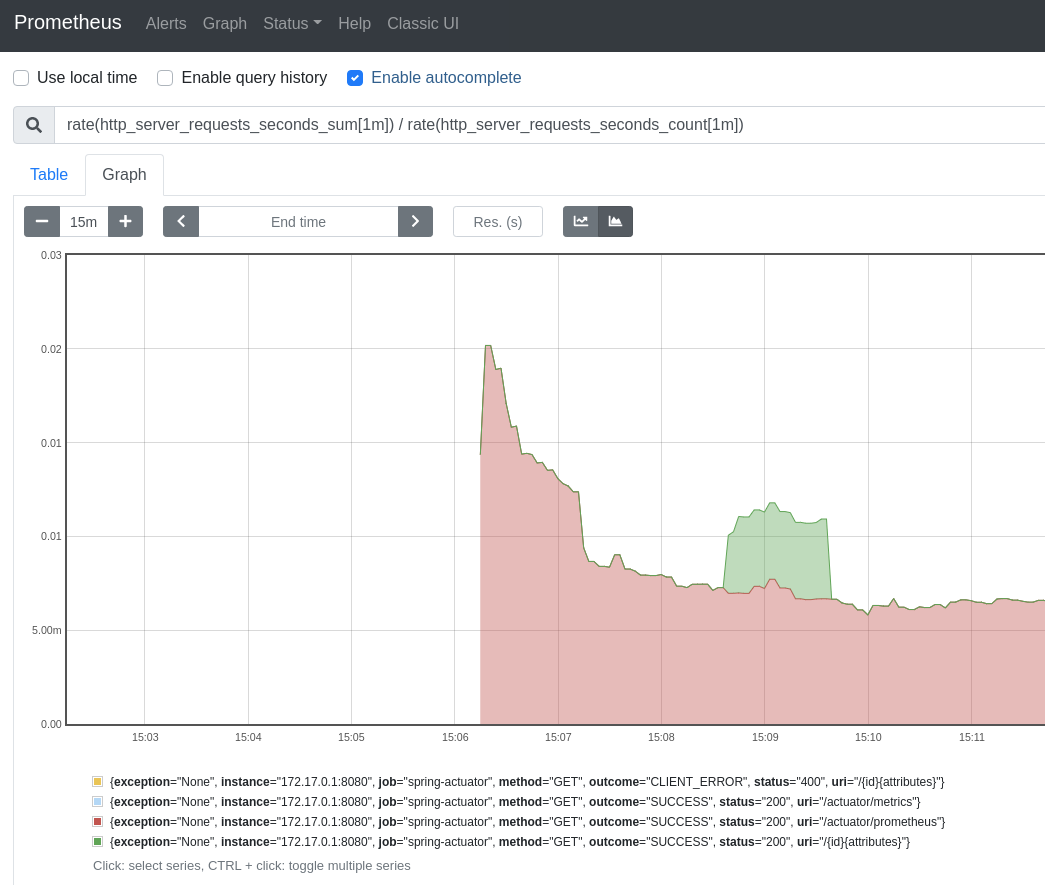 Prometheus Alerts Graph Status Help Classic UI
Use local time Enable query history Enable autocomplete
rate(http_server_requests_seconds_sum[1m]) / rate(http_server_requests_seconds_count[1m])
Table Graph
15m End time Res. (s)
0.03
0.02
0.01
0.01
5.00m
0.00
15:03 15:04 15:05 15:06 15:07 15:08 15:09 15:10 15:11
{exception="None", instance="172.17.0.1:8080", job="spring-actuator", method="GET", outcome="CLIENT_ERROR", status="400", uri="/{id}{attributes}"}
{exception="None", instance="172.17.0.1:8080", job="spring-actuator", method="GET", outcome="SUCCESS", status="200", uri="/actuator/metrics"}
{exception="None", instance="172.17.0.1:8080", job="spring-actuator", method="GET", outcome="SUCCESS", status="200", uri="/actuator/prometheus"}
{exception="None", instance="172.17.0.1:8080", job="spring-actuator", method="GET", outcome="SUCCESS", status="200", uri="/{id}{attributes}"}
Click: select series, CTRL + click: toggle multiple series